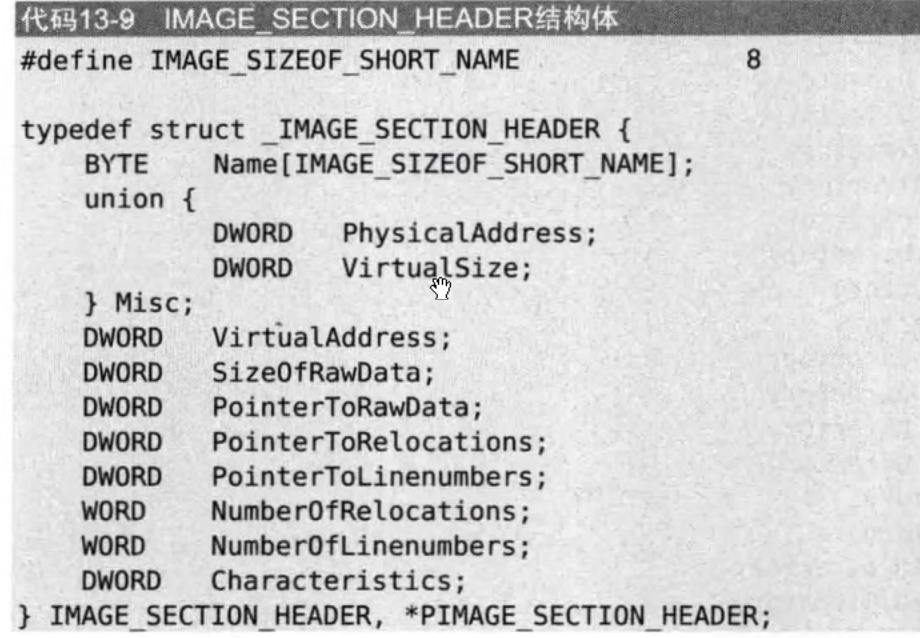 代码13-9 IMAGE_SECTION_HEADER结构体
#define IMAGE_SIZEOF_SHORT_NAME 8
typedef struct _IMAGE_SECTION_HEADER {
BYTE Name[IMAGE_SIZEOF_SHORT_NAME];
union {
DWORD PhysicalAddress;
DWORD VirtualSize;
} Misc;
DWORD VirtualAddress;
DWORD SizeOfRawData;
DWORD PointerToRawData;
DWORD PointerToRelocations;
DWORD PointerToLinenumbers;
WORD NumberOfRelocations;
WORD NumberOfLinenumbers;
DWORD Characteristics;
} IMAGE_SECTION_HEADER, *PIMAGE_SECTION_HEADER;